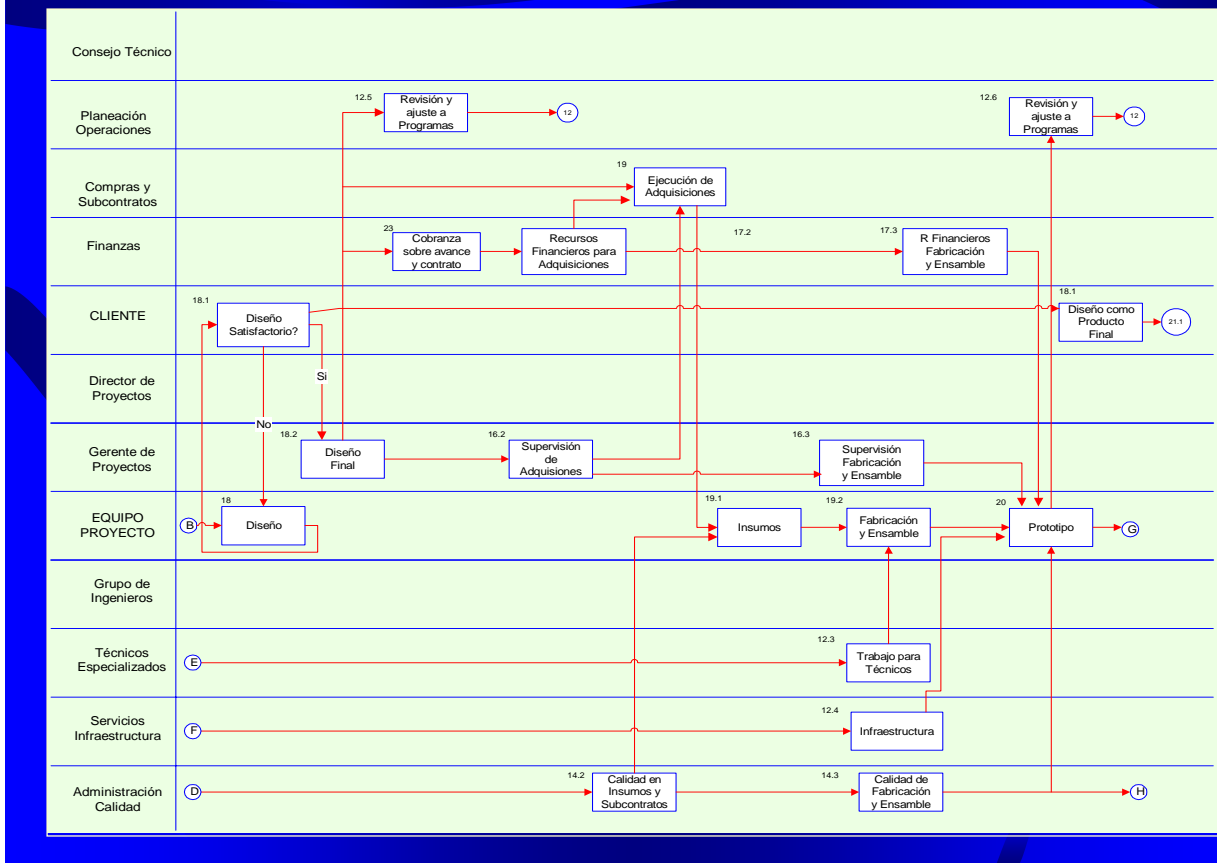 Consejo Técnico
Planeación
Operaciones
12.5
Revisión y
ajuste a
Programas
12
12.6
Revisión y
ajuste a
Programas
12
Compras y
Subcontratos
19
Ejecución de
Adquisiciones
Finanzas
23
Cobranza
sobre avance
y contrato
Recursos
Financieros para
Adquisiciones
17.2
17.3
R Financieros
Fabricación
y Ensamble
CLIENTE
18.1
Diseño
Satisfactorio?
18.1
Diseño como
Producto
Final
21.1
Director de
Proyectos
Si
No
Gerente de
Proyectos
18.2
Diseño
Final
16.2
Supervisión
de
Adquisiones
16.3
Supervisión
Fabricación
y Ensamble
EQUIPO
PROYECTO
B
18
Diseño
19.1
Insumos
19.2
Fabricación
y Ensamble
20
Prototipo
G
Grupo de
Ingenieros
Técnicos
Especializados
E
12.3
Trabajo para
Técnicos
Servicios
Infraestructura
F
12.4
Infraestructura
Administración
Calidad
D
14.2
Calidad en
Insumos y
Subcontratos
14.3
Calidad de
Fabricación
y Ensamble
H